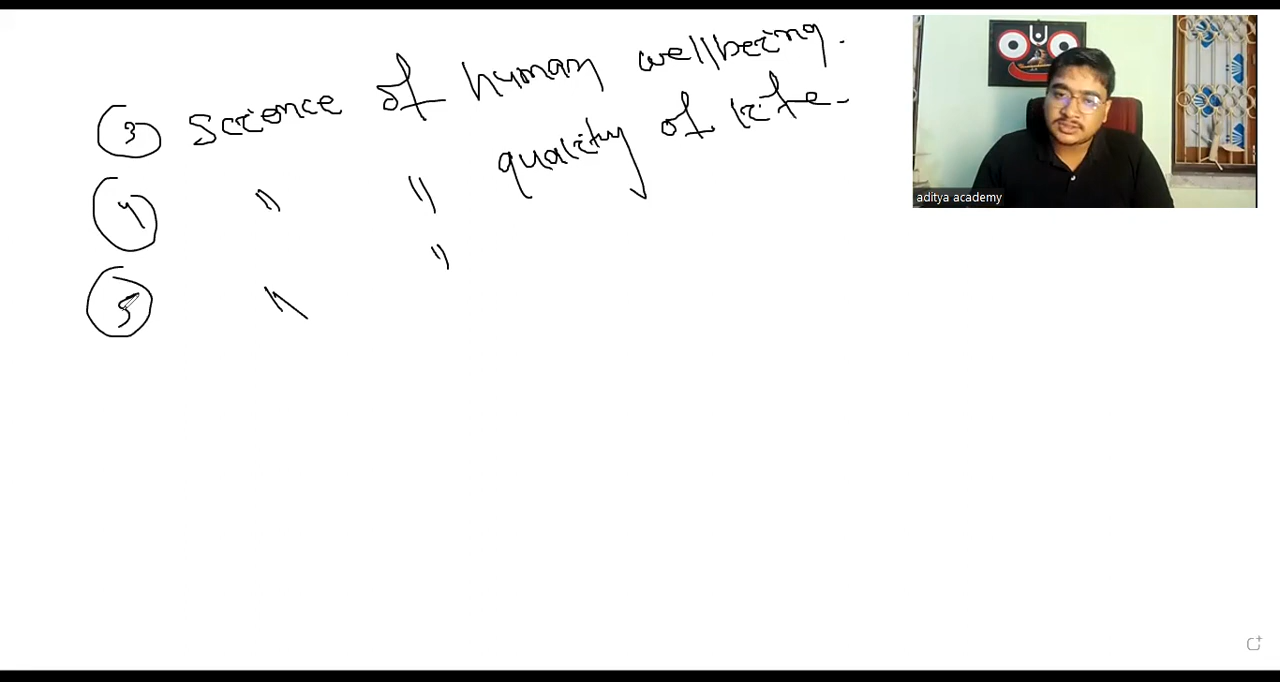 3 Science of human wellbeing.
4 " " quality of life.
5 " "
aditya academy